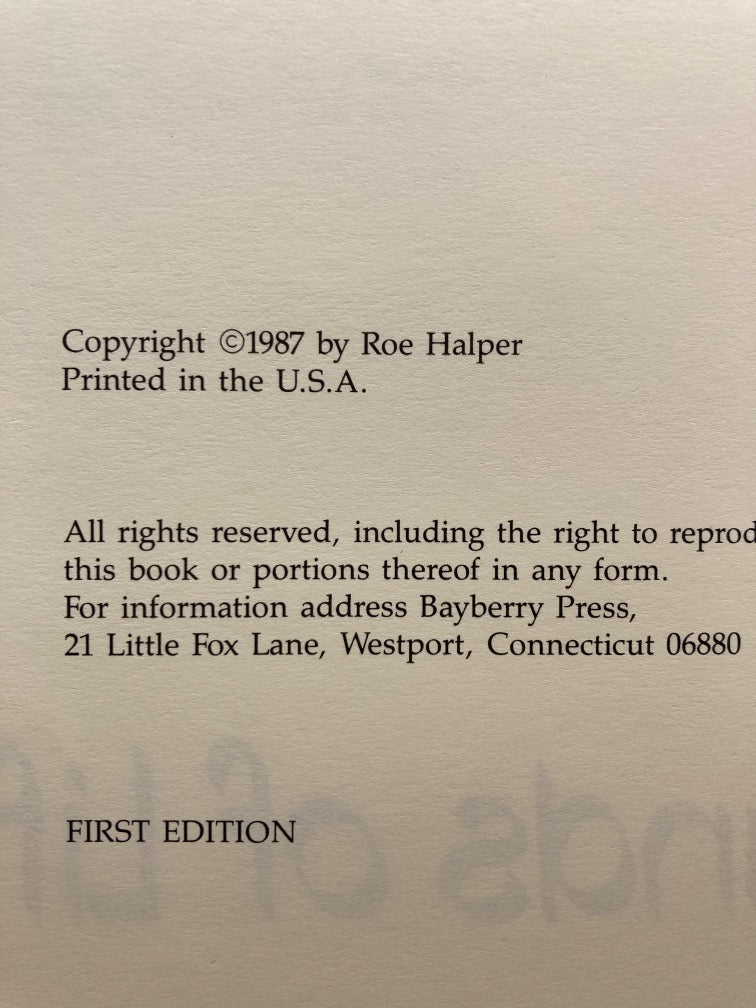 Copyright ©1987 by Roe Halper
Printed in the U.S.A.
All rights reserved, including the right to
this book or portions thereof in any form.
For information address Bayberry Press,
21 Little Fox Lane, Westport, Connecticut 06880
FIRST EDITION